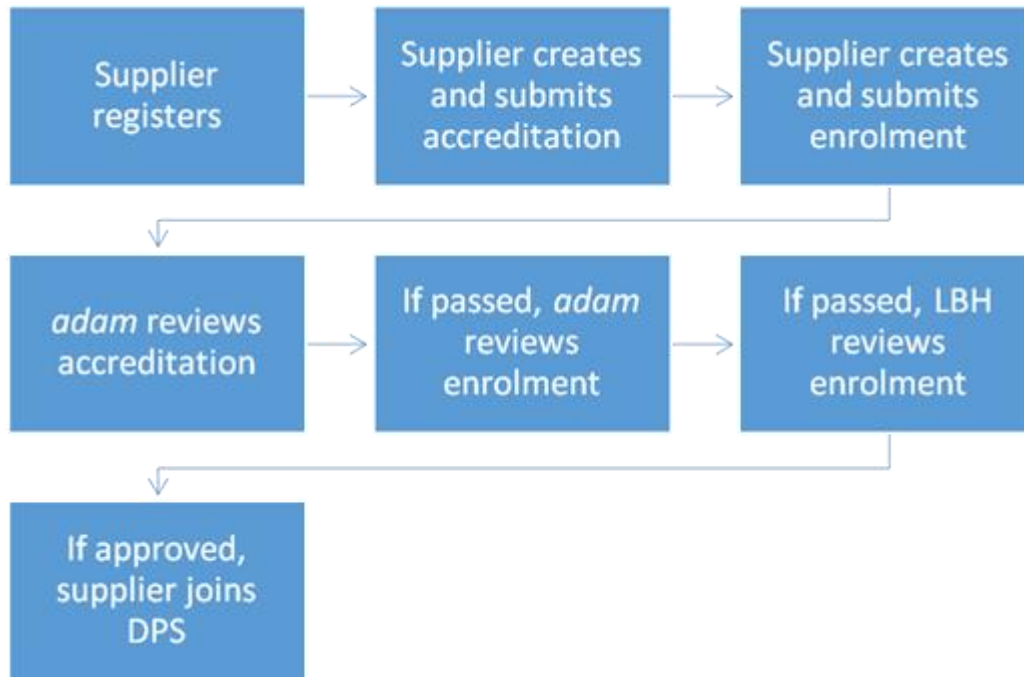 Supplier
registers
Supplier creates
and submits
accreditation
Supplier creates
and submits
enrolment
adam reviews
accreditation
If passed, adam
reviews
enrolment
If passed, LBH
reviews
enrolment
If approved,
supplier joins
DPS